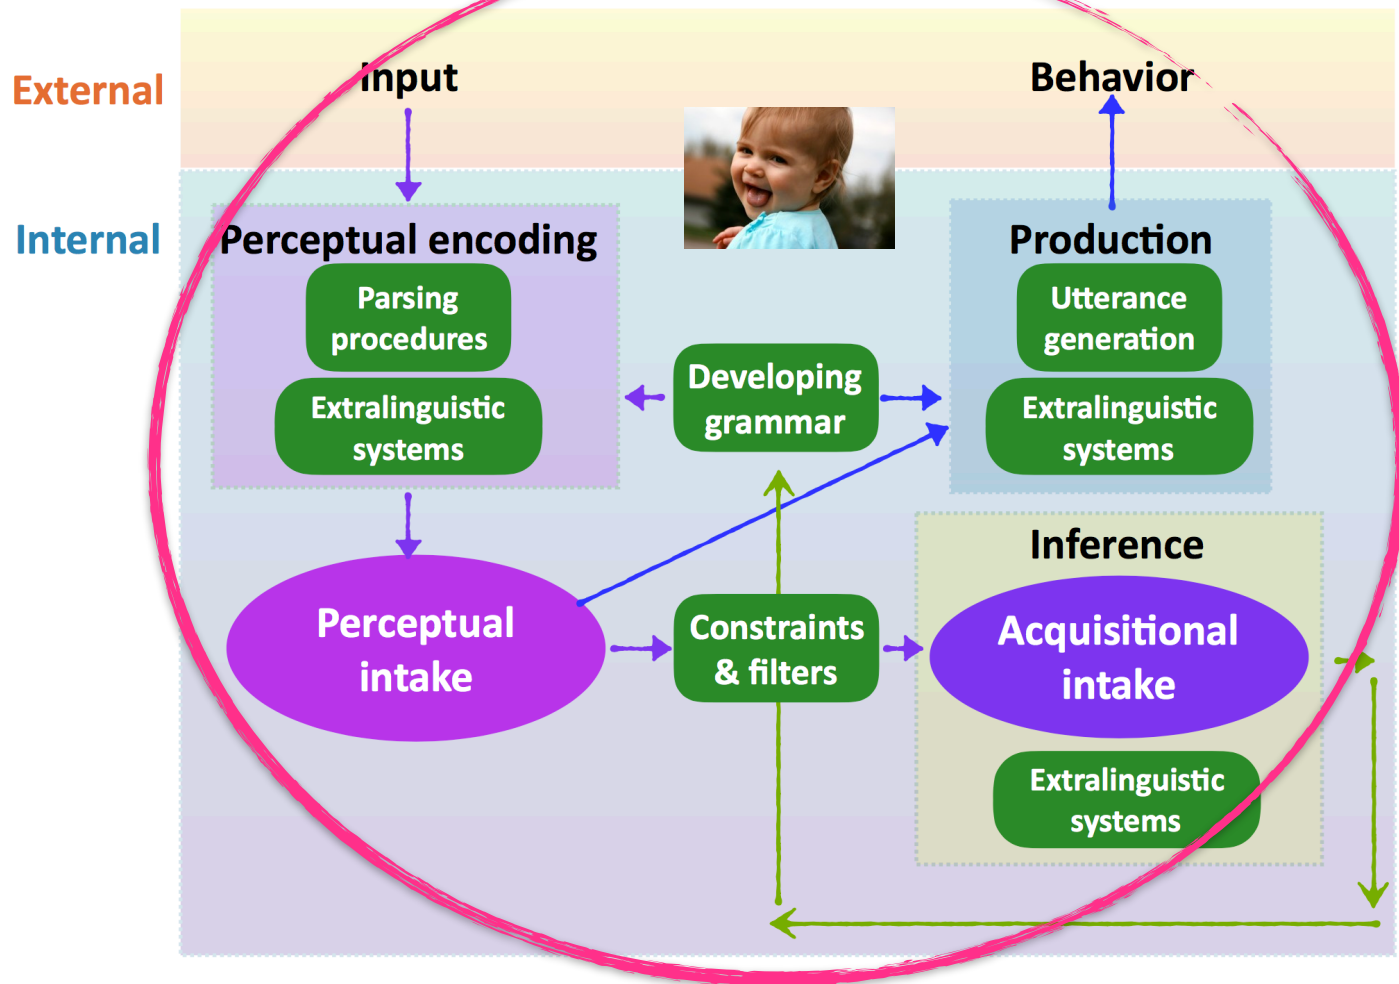 External
Input
Behavior
Internal
Perceptual encoding
Parsing
procedures
Extralinguistic
systems
Developing
grammar
Production
Utterance
generation
Extralinguistic
systems
Perceptual
intake
Constraints
& filters
Inference
Acquisitional
intake
Extralinguistic
systems